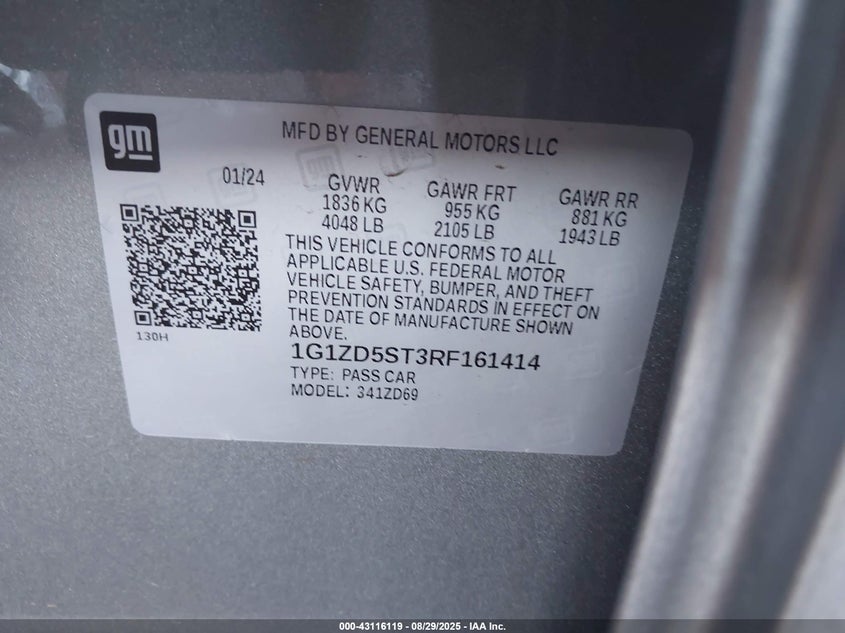 gm
MFD BY GENERAL MOTORS LLC
01/24
GVWR
1836 KG
4048 LB
GAWR FRT
955 KG
2105 LB
GAWR RR
881 KG
1943 LB
THIS VEHICLE CONFORMS TO ALL
APPLICABLE U.S. FEDERAL MOTOR
VEHICLE SAFETY, BUMPER, AND THEFT
PREVENTION STANDARDS IN EFFECT ON
THE DATE OF MANUFACTURE SHOWN
ABOVE.
130H
1G1ZD5ST3RF161414
TYPE: PASS CAR
MODEL: 341ZD69
000-43116119 - 08/29/2025 - IAA Inc.